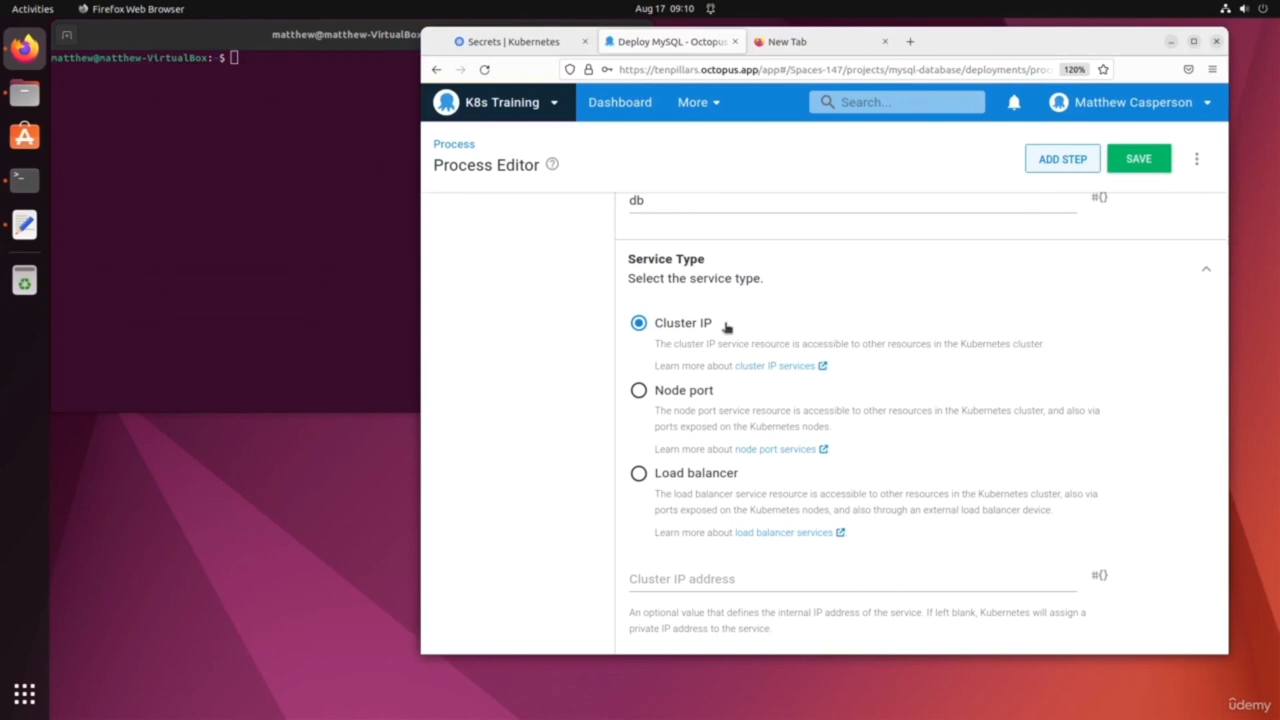 Activities
Firefox Web Browser
Aug 17 09:10
matthew@matthew-VirtualBox:
matthew@matthew-VirtualBox:~$
Secrets | Kubernetes
Deploy MySQL - Octopus
New Tab
https://tenpillars.octopus.app/app#/Spaces-147/projects/mysql-database/deployments/proc
120%
K8s Training
Dashboard
More
Search...
Matthew Casperson
Process
Process Editor
ADD STEP
SAVE
db
#{}
Service Type
Select the service type.
Cluster IP
The cluster IP service resource is accessible to other resources in the Kubernetes cluster.
Learn more about cluster IP services
Node port
The node port service resource is accessible to other resources in the Kubernetes cluster, and also via
ports exposed on the Kubernetes nodes.
Learn more about node port services
Load balancer
The load balancer service resource is accessible to other resources in the Kubernetes cluster, also via
ports exposed on the Kubernetes nodes, and also through an external load balancer device.
Learn more about load balancer services
Cluster IP address
#{}
An optional value that defines the internal IP address of the service. If left blank, Kubernetes will assign a
private IP address to the service.
ûdemy